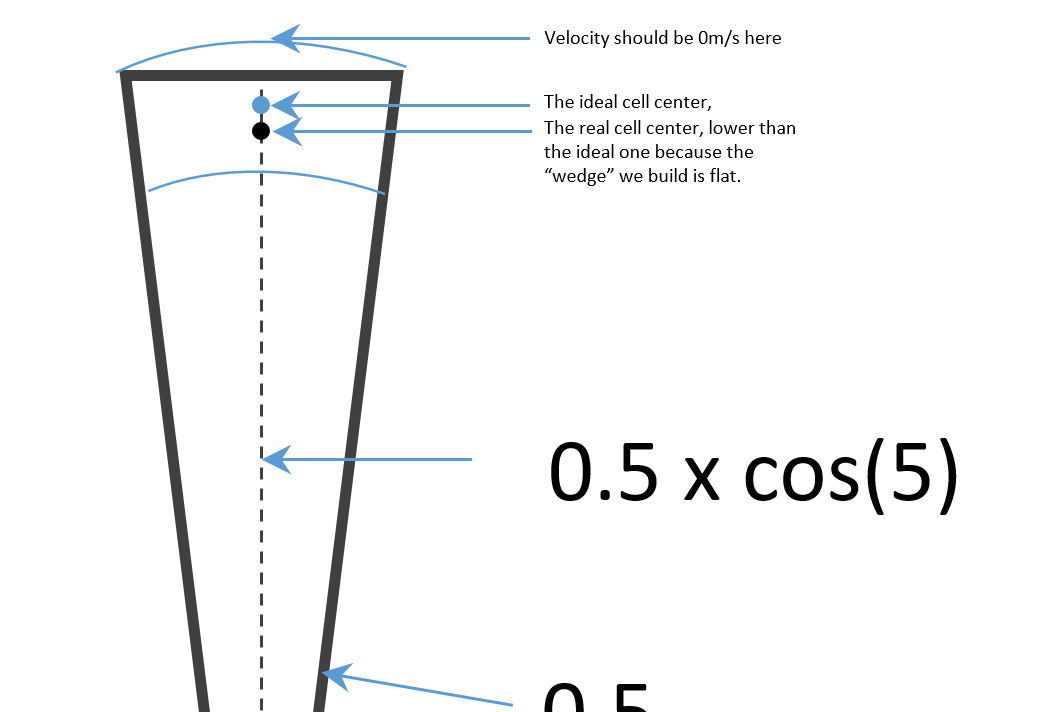 Velocity should be 0m/s here
The ideal cell center,
The real cell center, lower than
the ideal one because the
“wedge” we build is flat.
0.5 x cos(5)
0.5